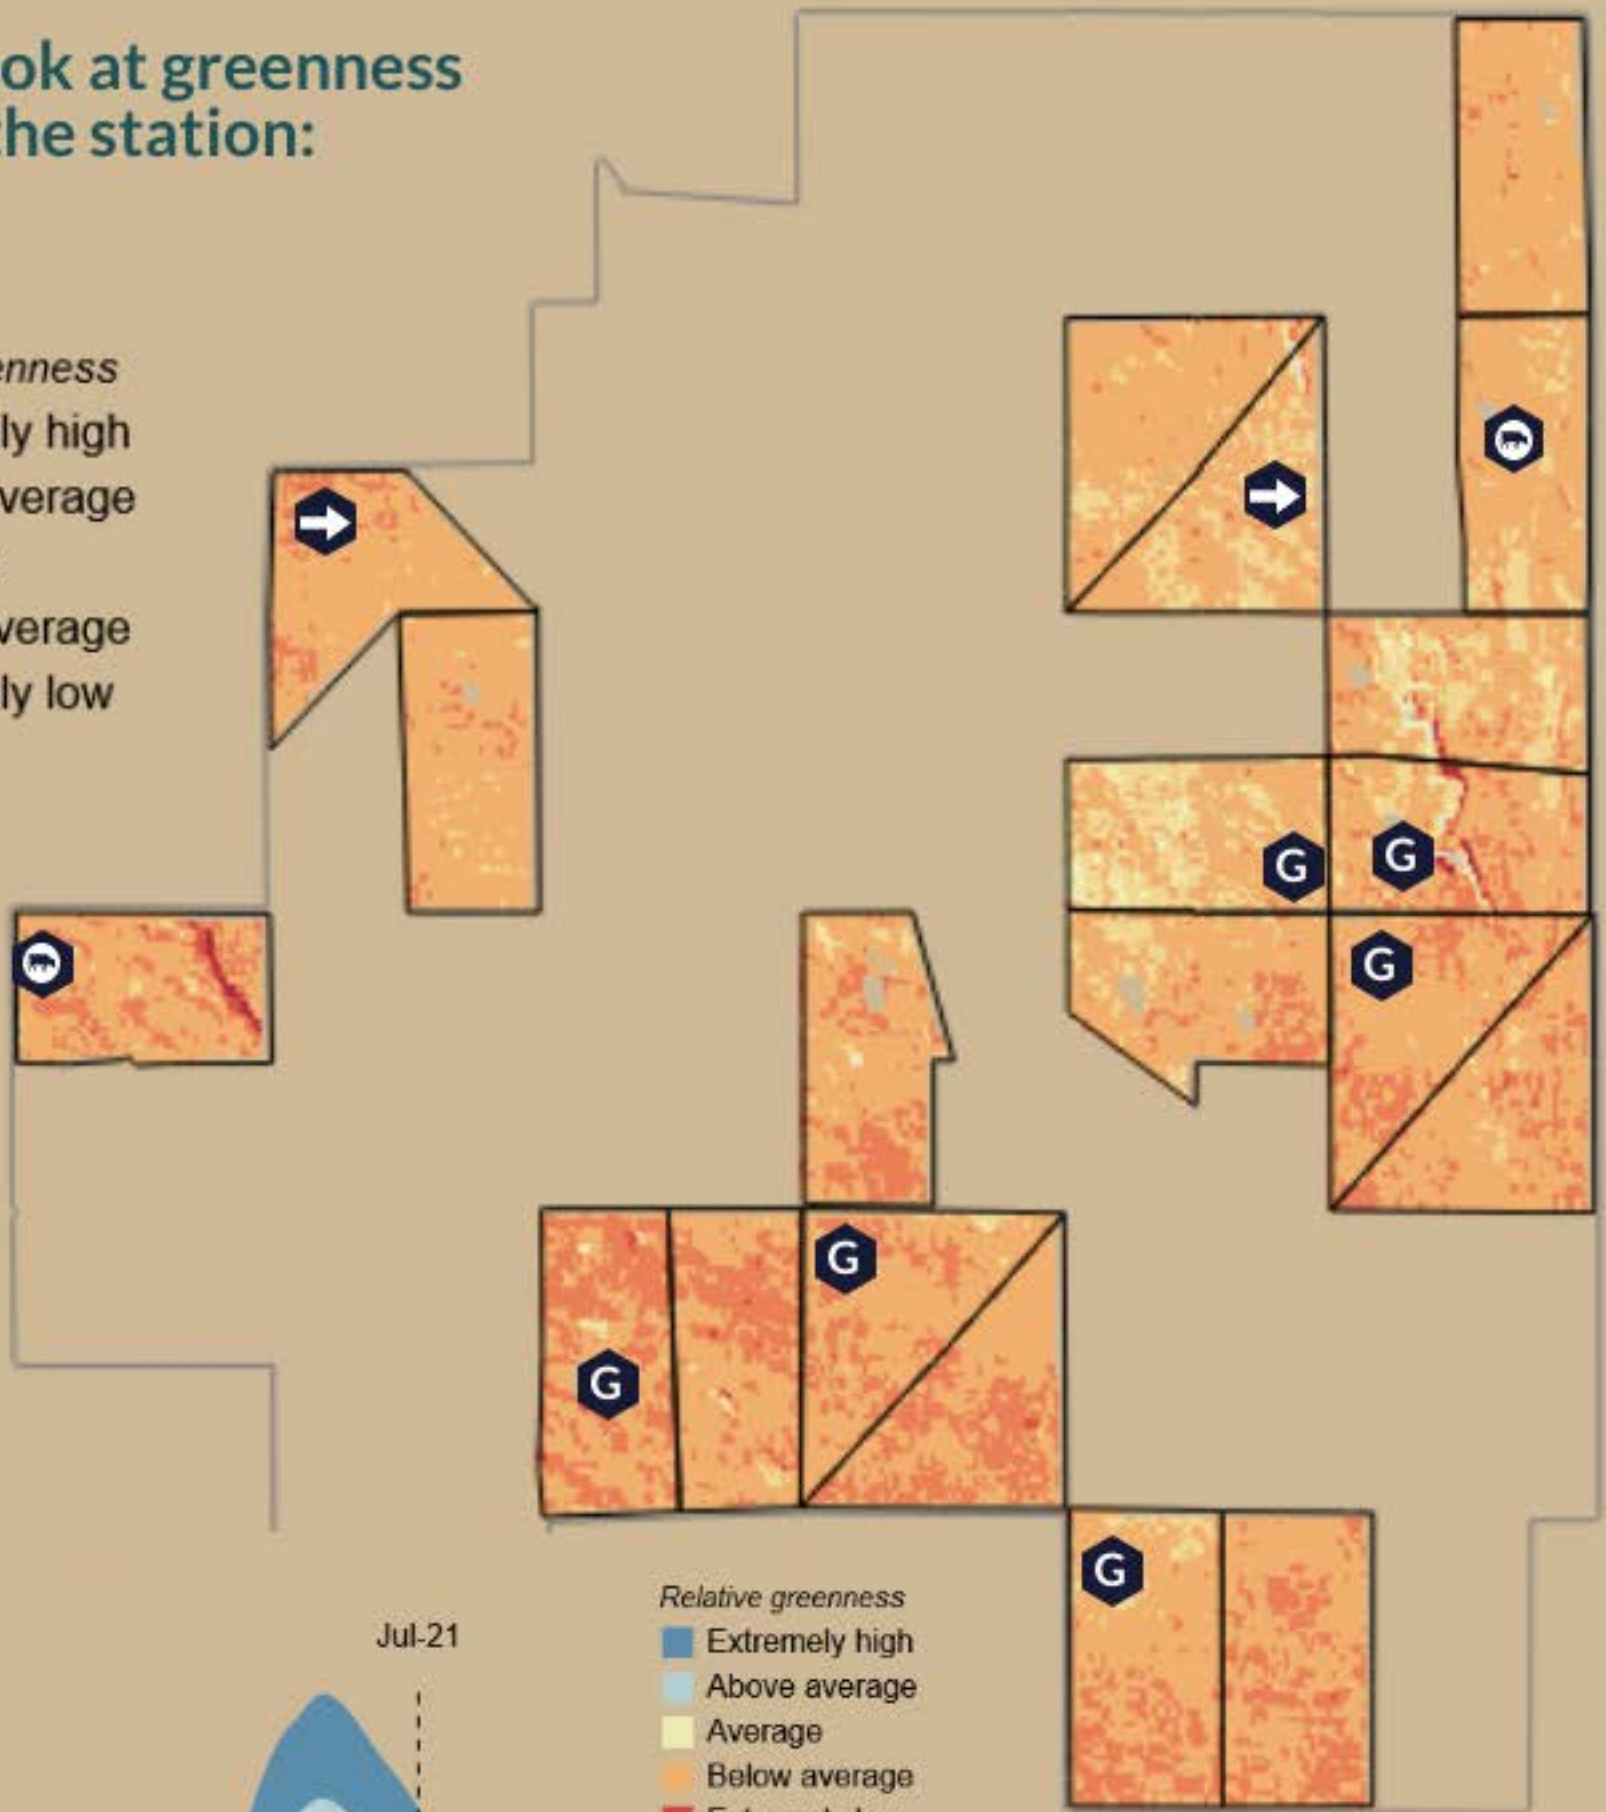 ok at greenness
the station:
enness
ly high
verage
verage
ly low
G
G
G
G
G
G
Jul-21
Relative greenness
Extremely high
Above average
Average
Below average